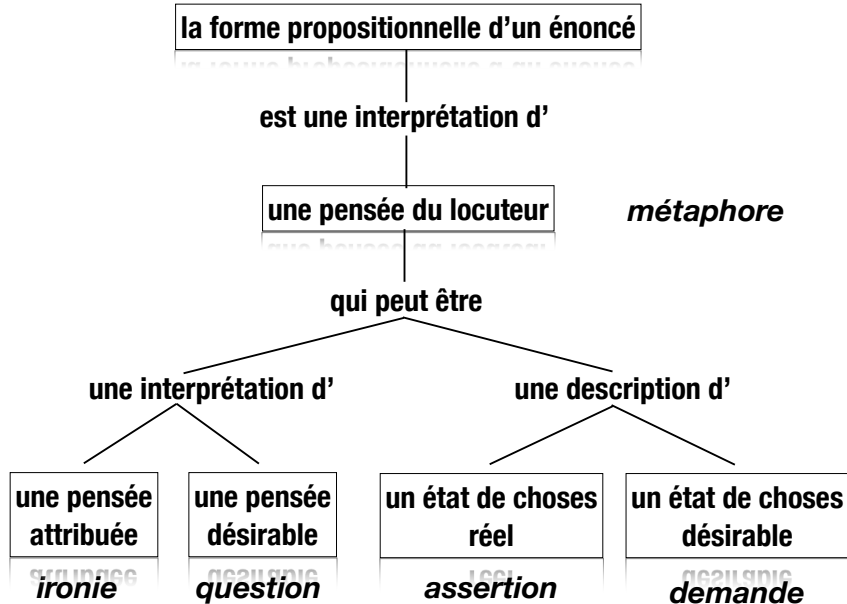 la forme propositionnelle d’un énoncé
est une interprétation d’
une pensée du locuteur
métaphore
qui peut être
une interprétation d’
une description d’
une pensée
attribuée
une pensée
désirable
un état de choses
réel
un état de choses
désirable
ironie
question
assertion
demande